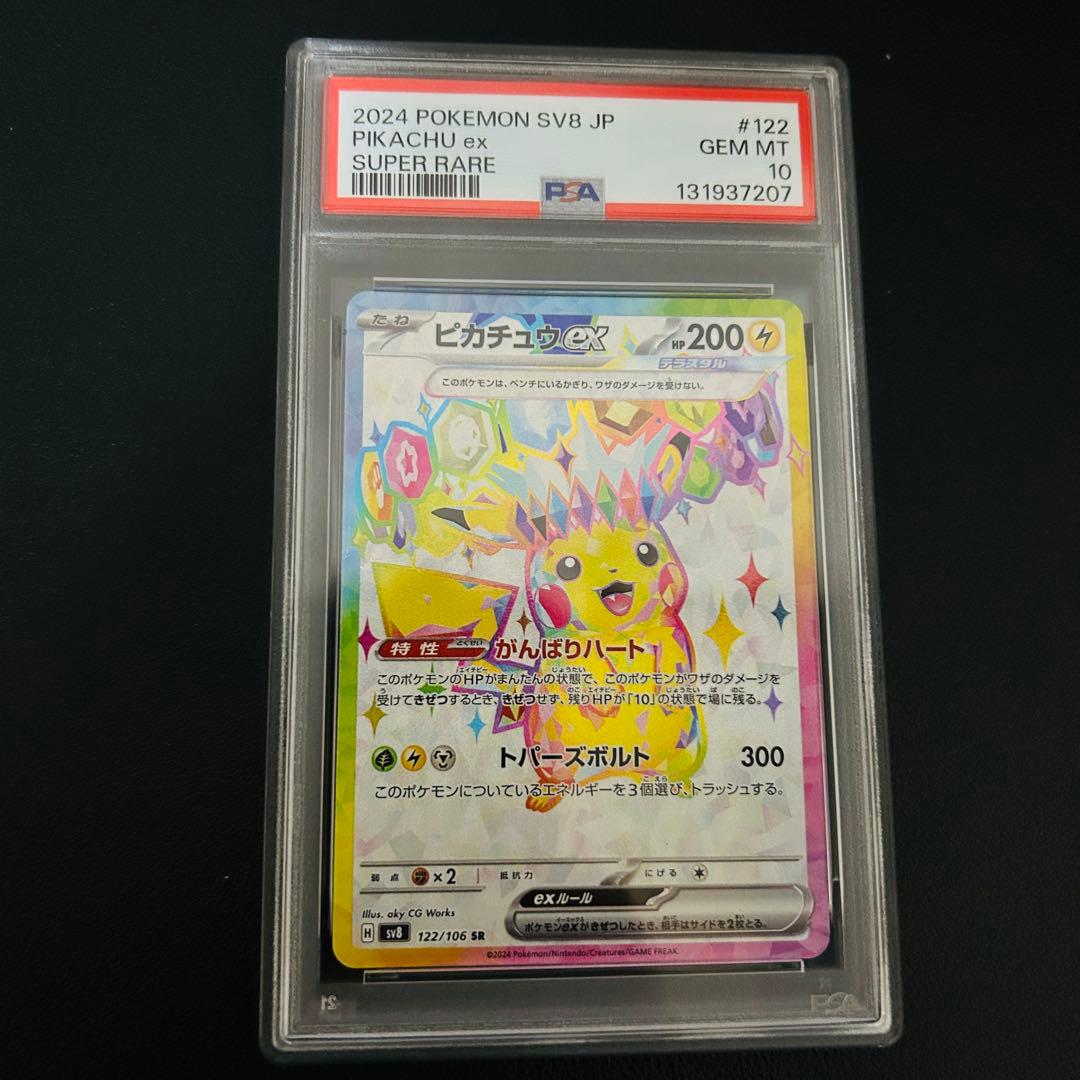 2024 POKEMON SV8 JP #122
PIKACHU ex GEM MT
SUPER RARE 10
PSA 131937207
たね ピカチュウex HP200
テラスタル
このポケモンは、ベンチにいるかぎり、ワザのダメージを受けない。
特性 とくせい がんばりハート
このポケモンのHPがまんたんの状態で、このポケモンがワザのダメージを
受けてきぜつするとき、きぜつせず、残りHPが「10」の状態で場に残る。
トパーズボルト 300
このポケモンについているエネルギーを3個選び、トラッシュする。
弱点 ×2 抵抗力 にげる
exルール
ポケモンexがきぜつしたとき、相手はサイドを2枚とる。
Illus. aky CG Works
H sv8 122/106 SR
©2024 Pokémon/Nintendo/Creatures/GAME FREAK.
PSA